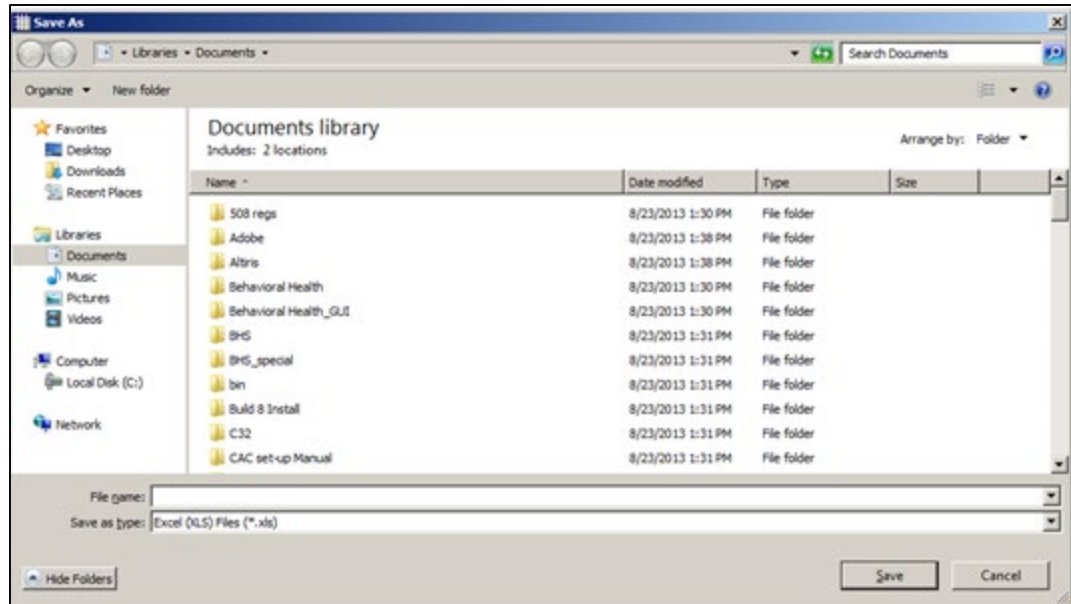 Save As
Libraries Documents
Search Documents
Organize New folder
Favorites
Desktop
Downloads
Recent Places
Libraries
Documents
Music
Pictures
Videos
Computer
Local Disk (C:)
Network
Documents library
Includes: 2 locations
Arrange by: Folder
Name Date modified Type Size
508 regs 8/23/2013 1:30 PM File folder
Adobe 8/23/2013 1:38 PM File folder
Altiris 8/23/2013 1:38 PM File folder
Behavioral Health 8/23/2013 1:30 PM File folder
Behavioral Health_GUI 8/23/2013 1:30 PM File folder
BHS 8/23/2013 1:31 PM File folder
BHS_special 8/23/2013 1:31 PM File folder
bin 8/23/2013 1:31 PM File folder
Build 8 Install 8/23/2013 1:31 PM File folder
C32 8/23/2013 1:31 PM File folder
CAC set-up Manual 8/23/2013 1:31 PM File folder
File name:
Save as type: Excel (XLS) Files (*.xls)
Hide Folders Save Cancel